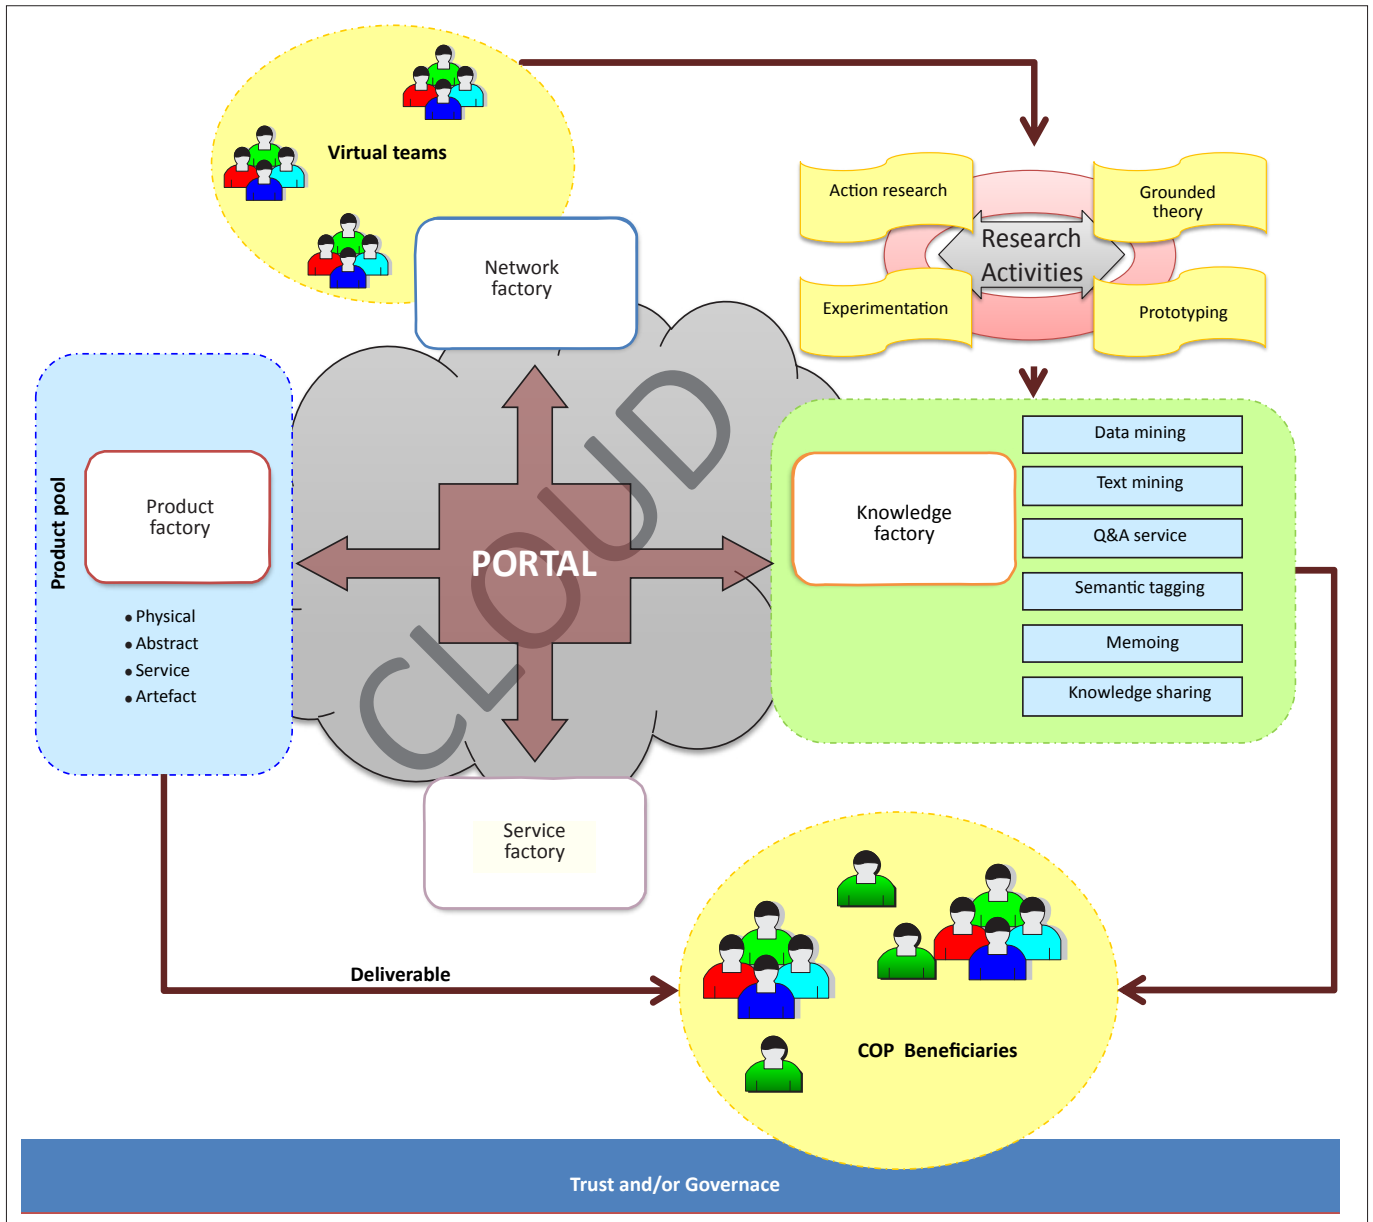 Virtual teams
Network
factory
Action research
Grounded
theory
Research
Activities
Experimentation
Prototyping
Product pool
Product
factory
• Physical
• Abstract
• Service
• Artefact
CLOUD
PORTAL
Knowledge
factory
Data mining
Text mining
Q&A service
Semantic tagging
Memoing
Knowledge sharing
Service
factory
Deliverable
COP Beneficiaries
Trust and/or Governace